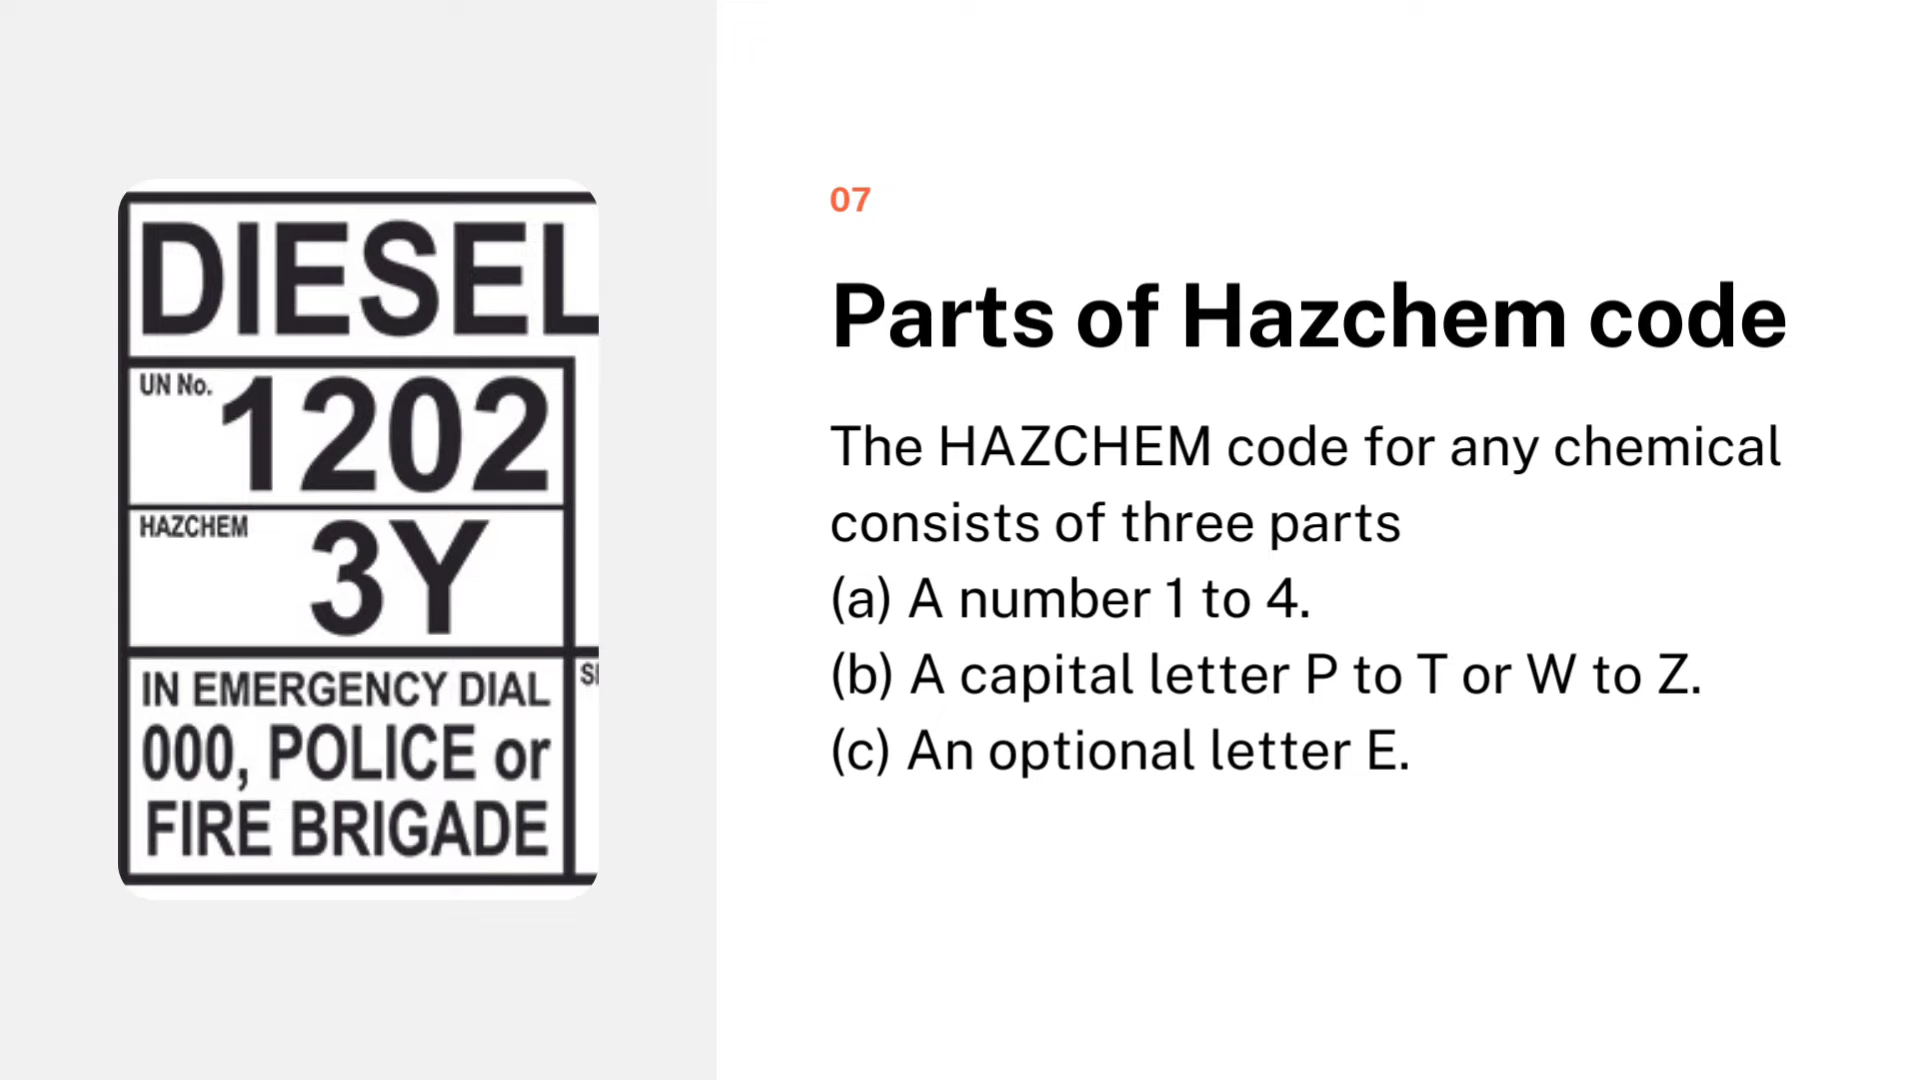 DIESEL
UN No.
1202
HAZCHEM
3Y
IN EMERGENCY DIAL
000, POLICE or
FIRE BRIGADE
07
Parts of Hazchem code
The HAZCHEM code for any chemical
consists of three parts
(a) A number 1 to 4.
(b) A capital letter P to T or W to Z.
(c) An optional letter E.